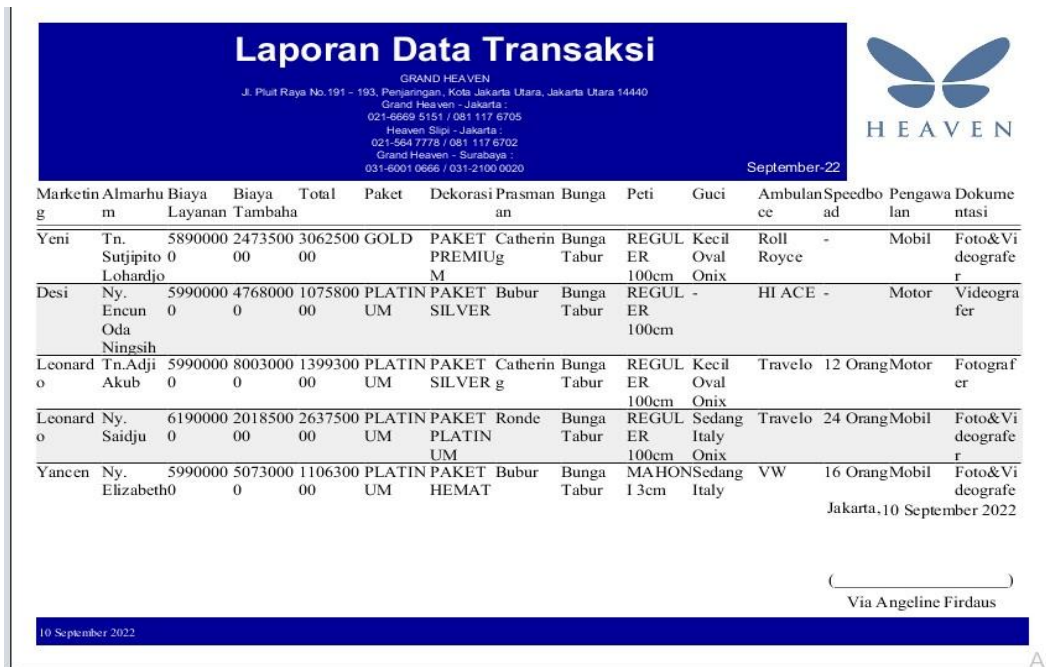 Laporan Data Transaksi
GRAND HEAVEN
Jl. Pluit Raya No.191 - 193, Penjaringan, Kota Jakarta Utara, Jakarta Utara 14440
Grand Heaven - Jakarta :
021-6669 5151 / 081 117 6705
Heaven Slipi - Jakarta :
021-564 7778 / 081 117 6702
Grand Heaven - Surabaya :
031-6001 0666 / 031-2100 0020
September-22
HEAVEN
Marketin Almarhu Biaya Biaya Total Paket Dekorasi Prasman Bunga Peti Guci Ambulan Speedbo Pengawa Dokume
g m Layanan Tambaha an ce ad lan ntasi
Yeni Tn. 5890000 2473500 3062500 GOLD PAKET Catherin Bunga REGUL Kecil Roll - Mobil Foto&Vi
Sutjipito 0 00 00 PREMIU g Tabur ER Oval Royce deografe
Lohardjo M 100cm Onix r
Desi Ny. 5990000 4768000 1075800 PLATIN PAKET Bubur Bunga REGUL - HI ACE - Motor Videogra
Encun 0 0 00 UM SILVER Tabur ER fer
Oda 100cm
Ningsih
Leonard Tn.Adji 5990000 8003000 1399300 PLATIN PAKET Catherin Bunga REGUL Kecil Travelo 12 Orang Motor Fotograf
o Akub 0 0 00 UM SILVER g Tabur ER Oval er
100cm Onix
Leonard Ny. 6190000 2018500 2637500 PLATIN PAKET Ronde Bunga REGUL Sedang Travelo 24 Orang Mobil Foto&Vi
o Saidju 0 00 00 UM PLATIN Tabur ER Italy deografe
UM 100cm Onix r
Yancen Ny. 5990000 5073000 1106300 PLATIN PAKET Bubur Bunga MAHON Sedang VW 16 Orang Mobil Foto&Vi
Elizabeth 0 0 00 UM HEMAT Tabur I 3cm Italy deografe
Jakarta, 10 September 2022
(____________________)
Via Angeline Firdaus
10 September 2022
A